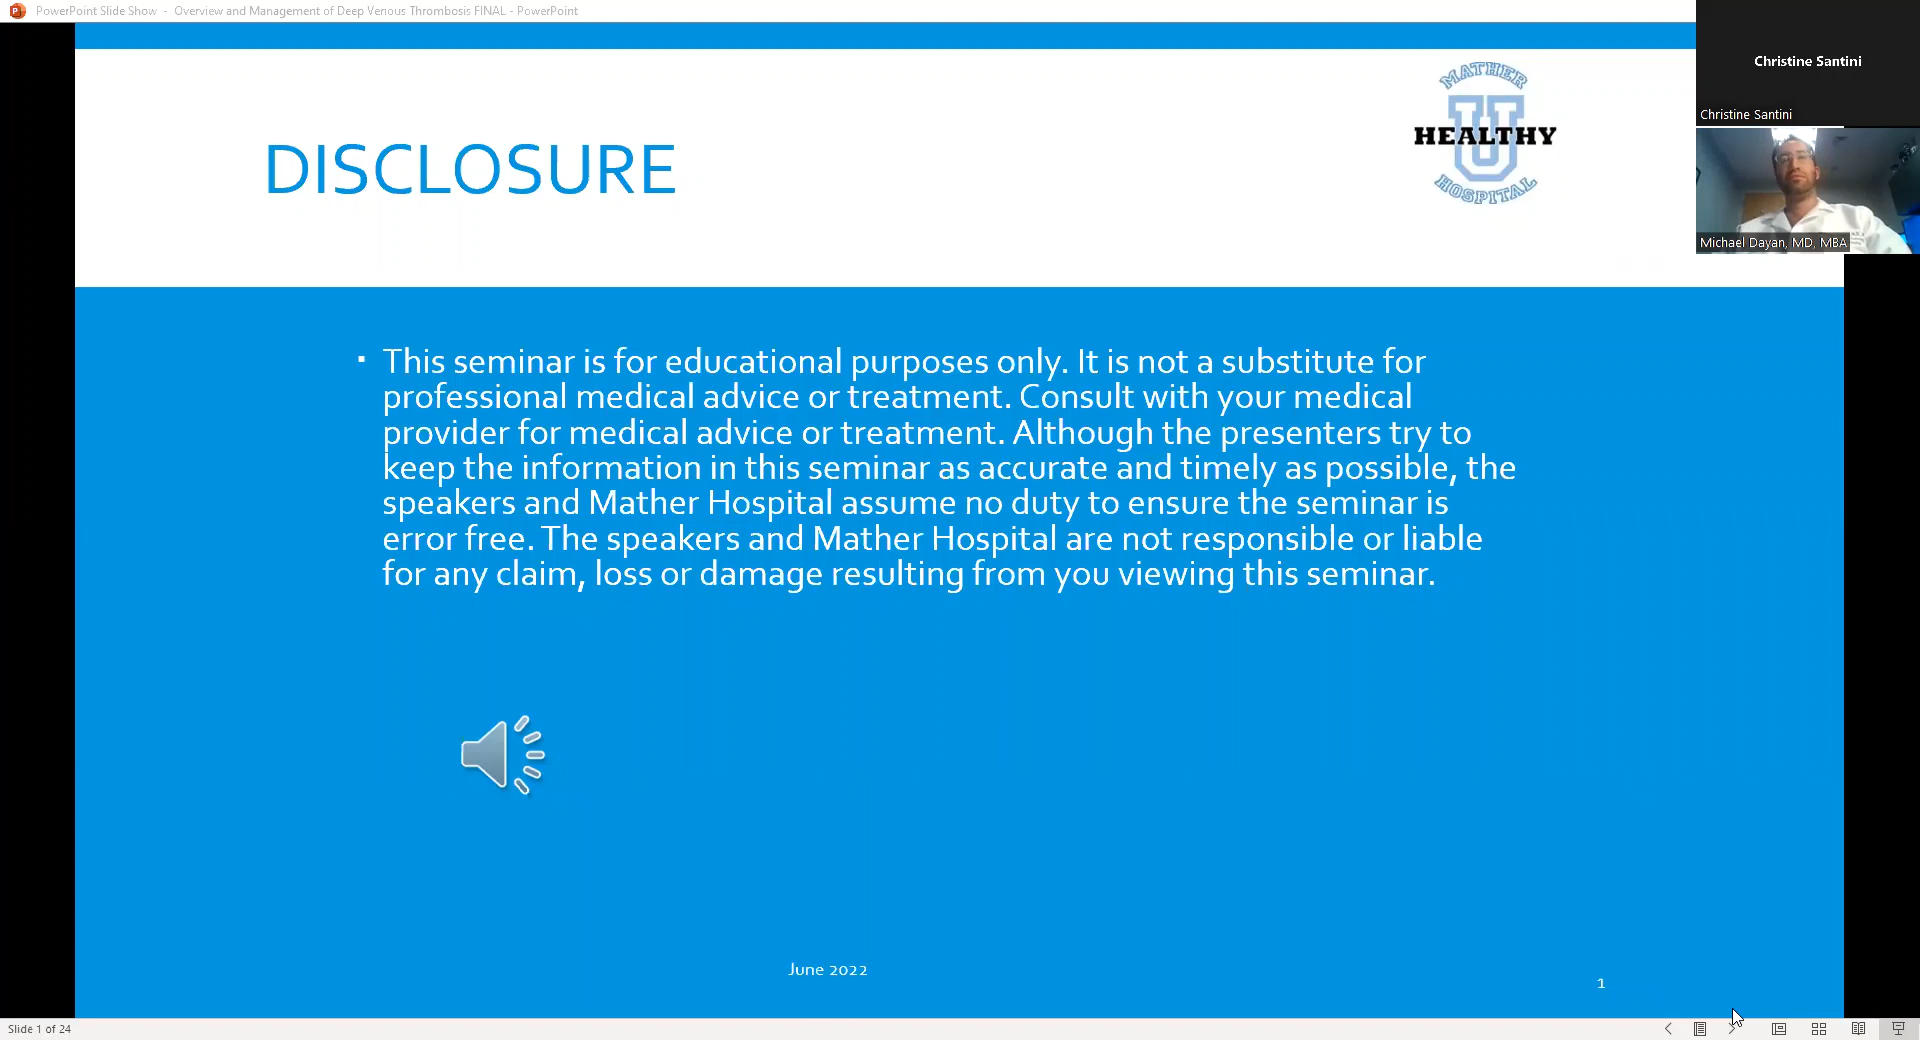 PowerPoint Slide Show - Overview and Management of Deep Venous Thrombosis FINAL - PowerPoint
Christine Santini
Christine Santini
Michael Dayan, MD, MBA
MATHER
U
HEALTHY
HOSPITAL
DISCLOSURE
▪ This seminar is for educational purposes only. It is not a substitute for
professional medical advice or treatment. Consult with your medical
provider for medical advice or treatment. Although the presenters try to
keep the information in this seminar as accurate and timely as possible, the
speakers and Mather Hospital assume no duty to ensure the seminar is
error free. The speakers and Mather Hospital are not responsible or liable
for any claim, loss or damage resulting from you viewing this seminar.
June 2022
1
Slide 1 of 24